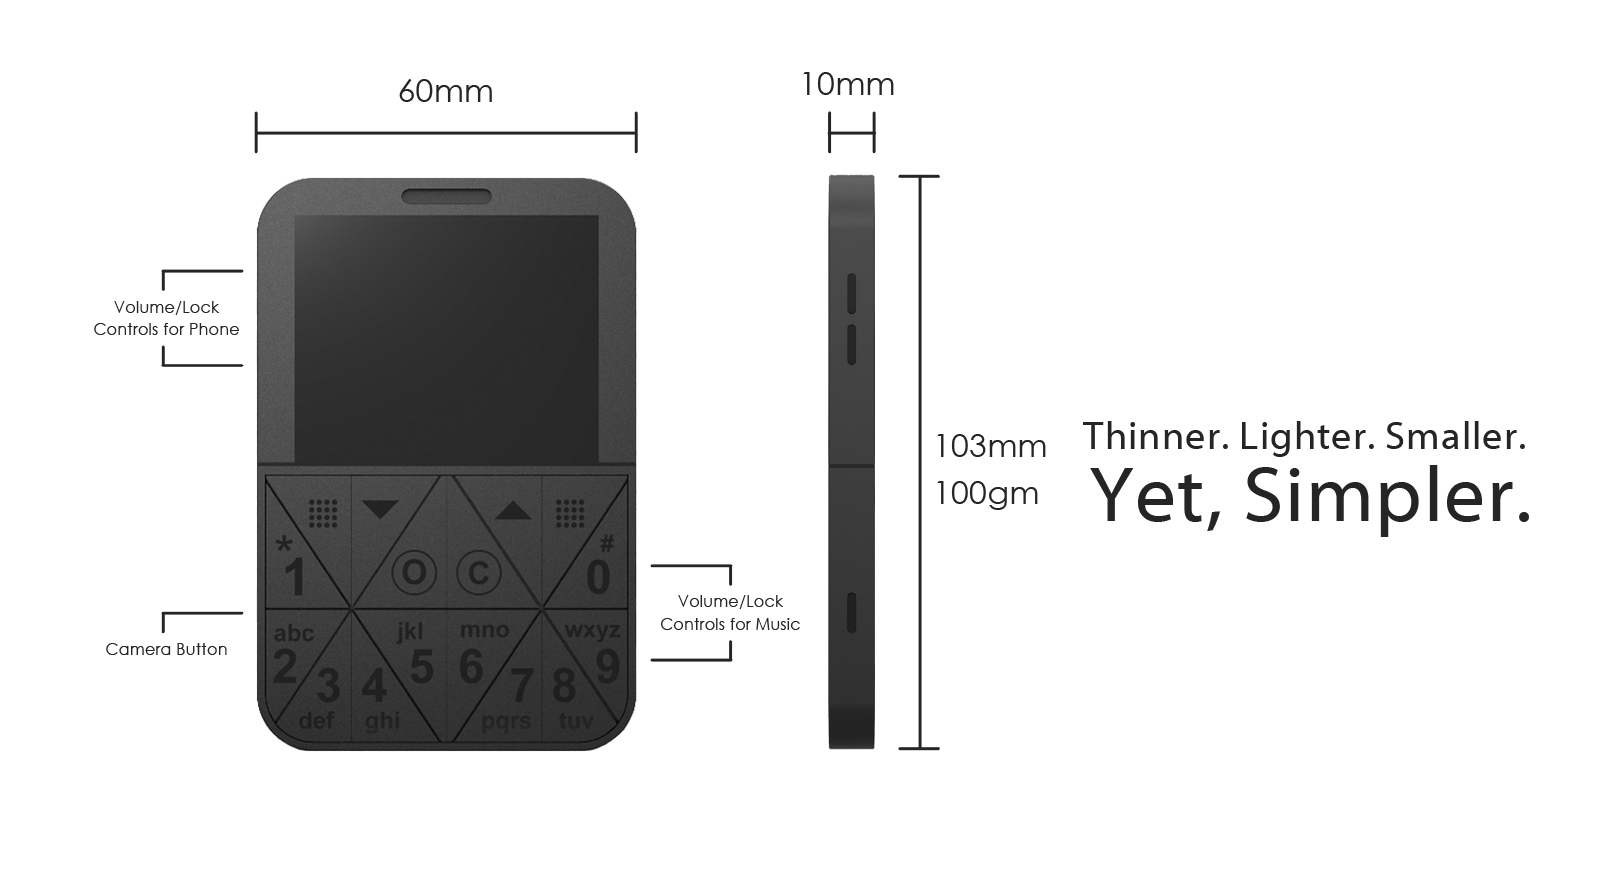 60mm
10mm
Volume/Lock
Controls for Phone
103mm
100gm
Thinner. Lighter. Smaller.
Yet, Simpler.
* #
1 O C 0
Volume/Lock
Controls for Music
Camera Button
abc jkl mno wxyz
2 3 4 5 6 7 8 9
def ghi pqrs tuv